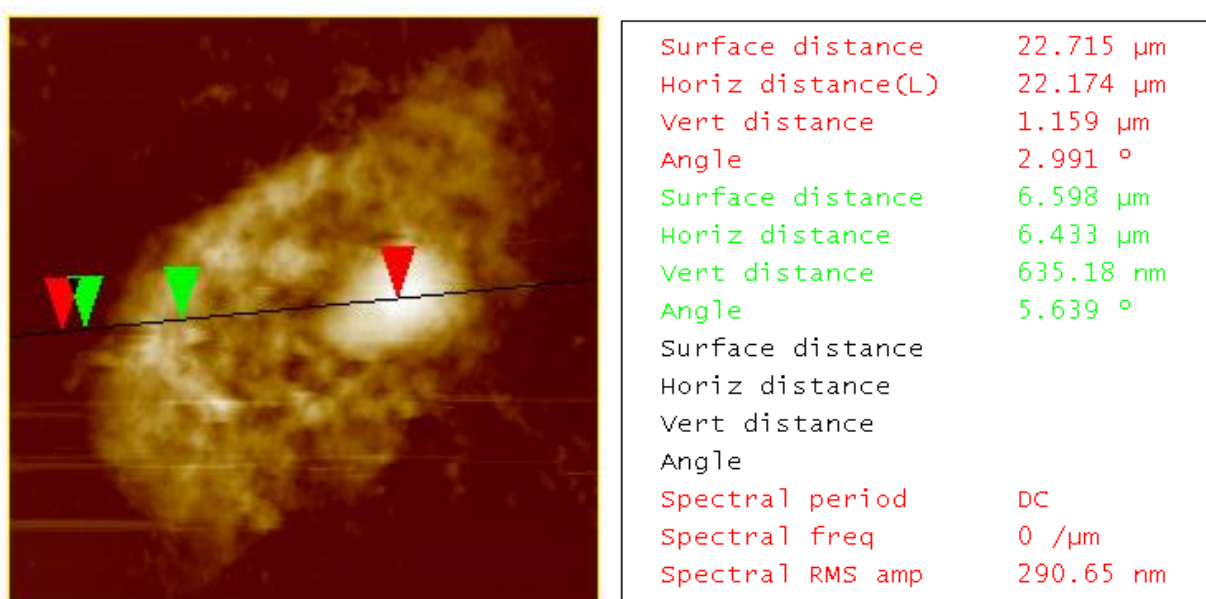 Surface distance 22.715 µm
Horiz distance(L) 22.174 µm
Vert distance 1.159 µm
Angle 2.991 º
Surface distance 6.598 µm
Horiz distance 6.433 µm
Vert distance 635.18 nm
Angle 5.639 º
Surface distance
Horiz distance
Vert distance
Angle
Spectral period DC
Spectral freq 0 /µm
Spectral RMS amp 290.65 nm